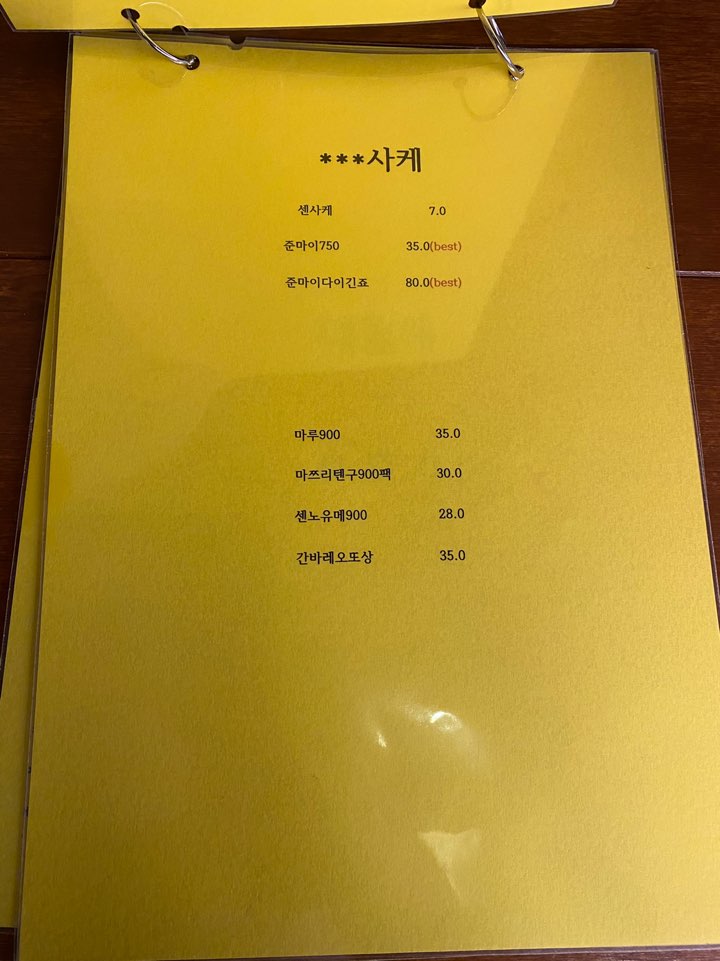 ***사케
센사케 7.0
준마이750 35.0(best)
준마이다이긴죠 80.0(best)
마루900 35.0
마쯔리텐구900팩 30.0
센노유메900 28.0
간바레오또상 35.0